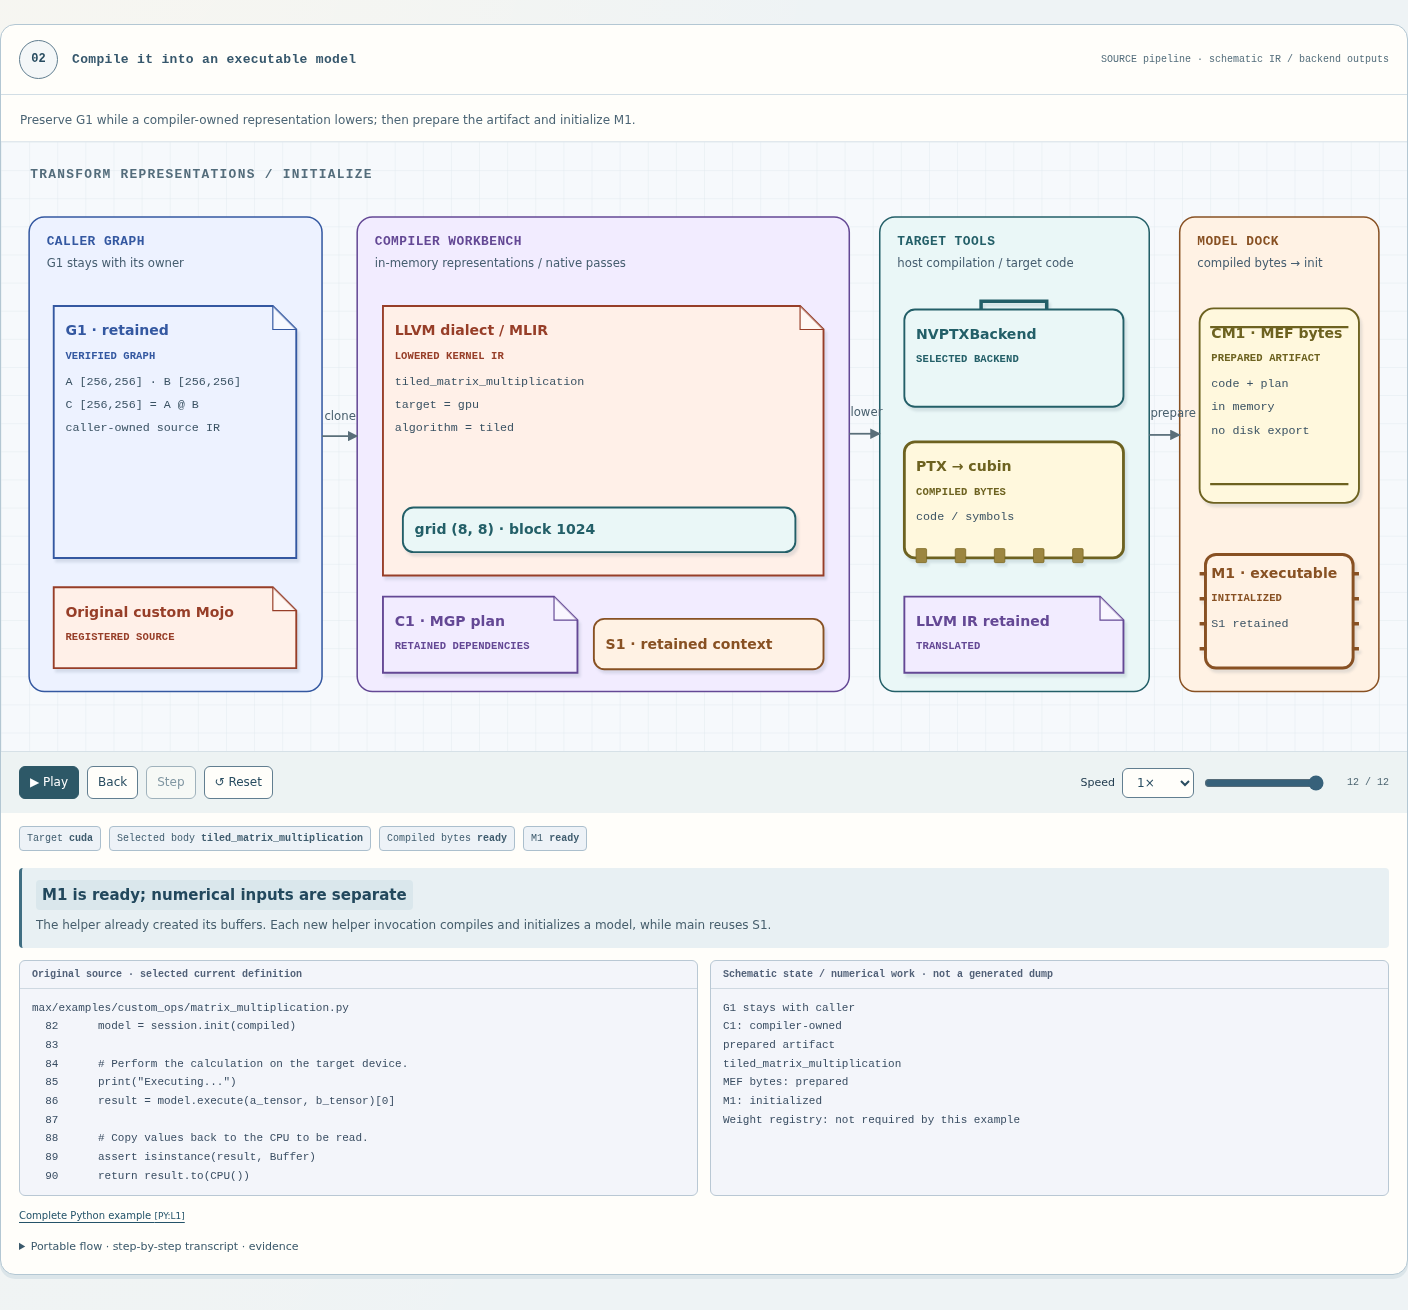 02
Compile it into an executable model
SOURCE pipeline · schematic IR / backend outputs
Preserve G1 while a compiler-owned representation lowers; then prepare the artifact and initialize M1.
TRANSFORM REPRESENTATIONS / INITIALIZE
CALLER GRAPH
G1 stays with its owner
G1 · retained
VERIFIED GRAPH
A [256,256] · B [256,256]
C [256,256] = A @ B
caller-owned source IR
Original custom Mojo
REGISTERED SOURCE
clone
COMPILER WORKBENCH
in-memory representations / native passes
LLVM dialect / MLIR
LOWERED KERNEL IR
tiled_matrix_multiplication
target = gpu
algorithm = tiled
grid (8, 8) · block 1024
C1 · MGP plan
RETAINED DEPENDENCIES
S1 · retained context
lower
TARGET TOOLS
host compilation / target code
NVPTXBackend
SELECTED BACKEND
PTX → cubin
COMPILED BYTES
code / symbols
LLVM IR retained
TRANSLATED
prepare
MODEL DOCK
compiled bytes → init
CM1 · MEF bytes
PREPARED ARTIFACT
code + plan
in memory
no disk export
M1 · executable
INITIALIZED
S1 retained
▶ Play
Back
Step
↺ Reset
Speed
1×
12 / 12
Target cuda
Selected body tiled_matrix_multiplication
Compiled bytes ready
M1 ready
M1 is ready; numerical inputs are separate
The helper already created its buffers. Each new helper invocation compiles and initializes a model, while main reuses S1.
Original source · selected current definition
max/examples/custom_ops/matrix_multiplication.py
82      model = session.init(compiled)
83
84      # Perform the calculation on the target device.
85      print("Executing...")
86      result = model.execute(a_tensor, b_tensor)[0]
87
88      # Copy values back to the CPU to be read.
89      assert isinstance(result, Buffer)
90      return result.to(CPU())
Schematic state / numerical work · not a generated dump
G1 stays with caller
C1: compiler-owned
prepared artifact
tiled_matrix_multiplication
MEF bytes: prepared
M1: initialized
Weight registry: not required by this example
Complete Python example [PY:L1]
▶ Portable flow · step-by-step transcript · evidence